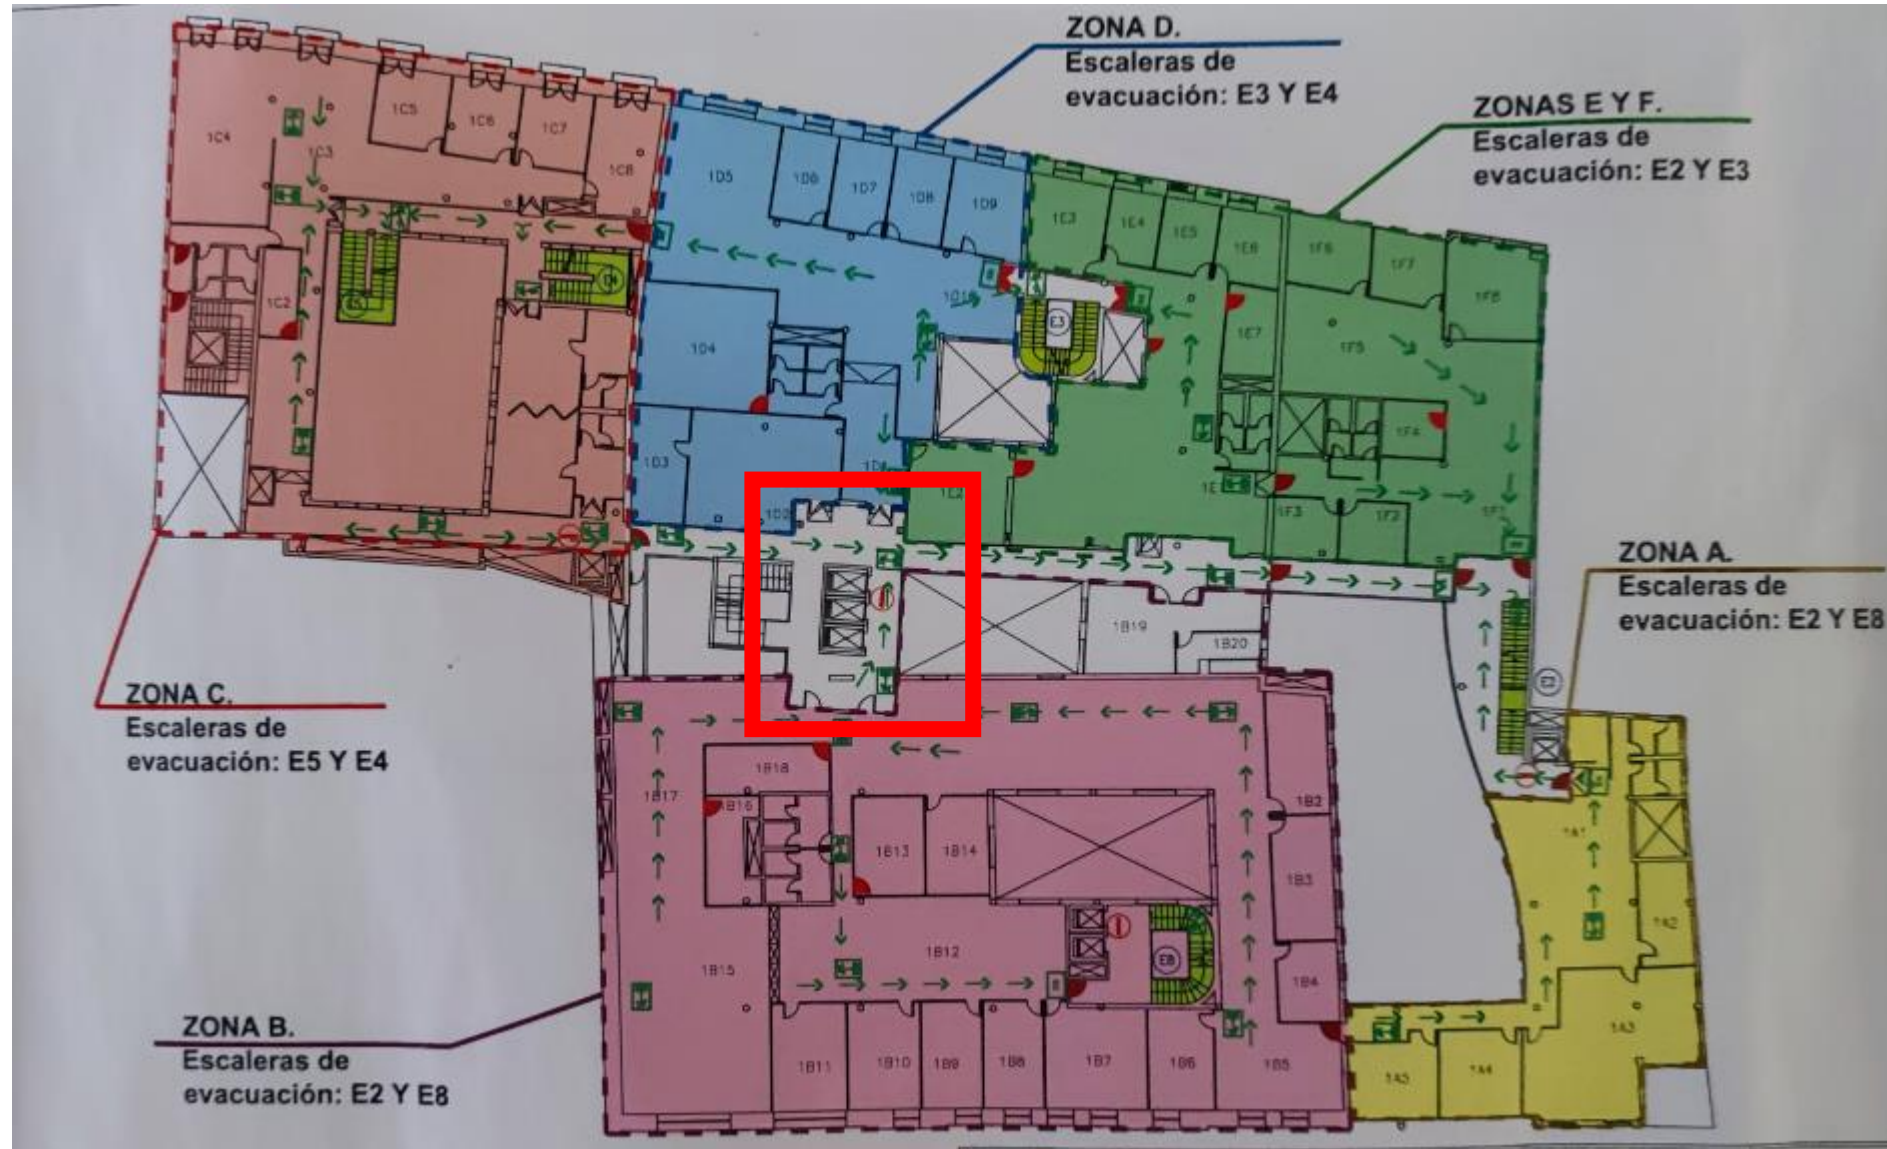 ZONA D.
Escaleras de
evacuación: E3 Y E4
ZONAS E Y F.
Escaleras de
evacuación: E2 Y E3
ZONA A.
Escaleras de
evacuación: E2 Y E8
ZONA C.
Escaleras de
evacuación: E5 Y E4
ZONA B.
Escaleras de
evacuación: E2 Y E8
1C4
1C3
1C5
1C6
1C7
1C8
1C2
1D5
1D6
1D7
1D8
1D9
1D4
1D3
1D2
1E3
1E4
1E5
1E6
1E7
1E2
E3
1F6
1F7
1F8
1F5
1F4
1F3
1F2
1B19
1B20
E2
1B18
1B17
1B16
1B13
1B14
1B2
1B3
1B4
1B12
1B15
E8
1B11
1B10
1B9
1B8
1B7
1B6
1B5
1A1
1A2
1A3
1A4
1A5